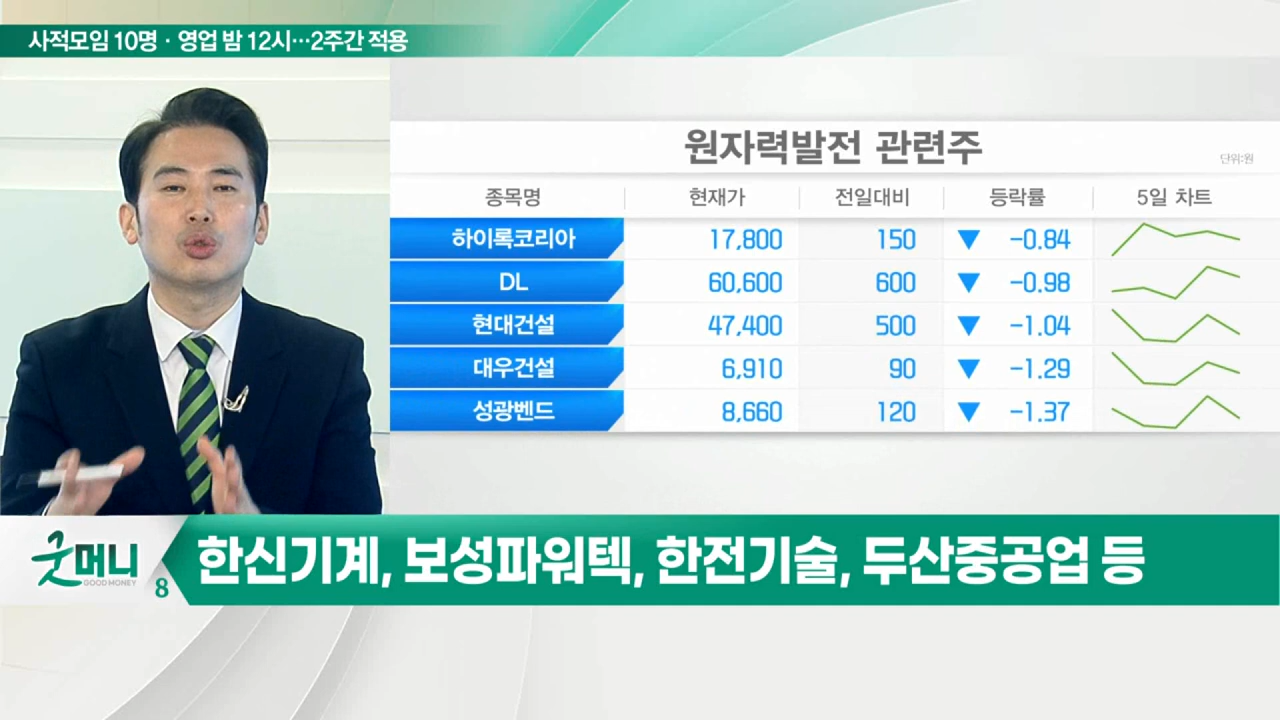 사적모임 10명 · 영업 밤 12시…2주간 적용
원자력발전 관련주
단위:원
종목명 현재가 전일대비 등락률 5일 차트
하이록코리아 17,800 150 ▼ -0.84
DL 60,600 600 ▼ -0.98
현대건설 47,400 500 ▼ -1.04
대우건설 6,910 90 ▼ -1.29
성광벤드 8,660 120 ▼ -1.37
굿머니
GOOD MONEY
8
한신기계, 보성파워텍, 한전기술, 두산중공업 등